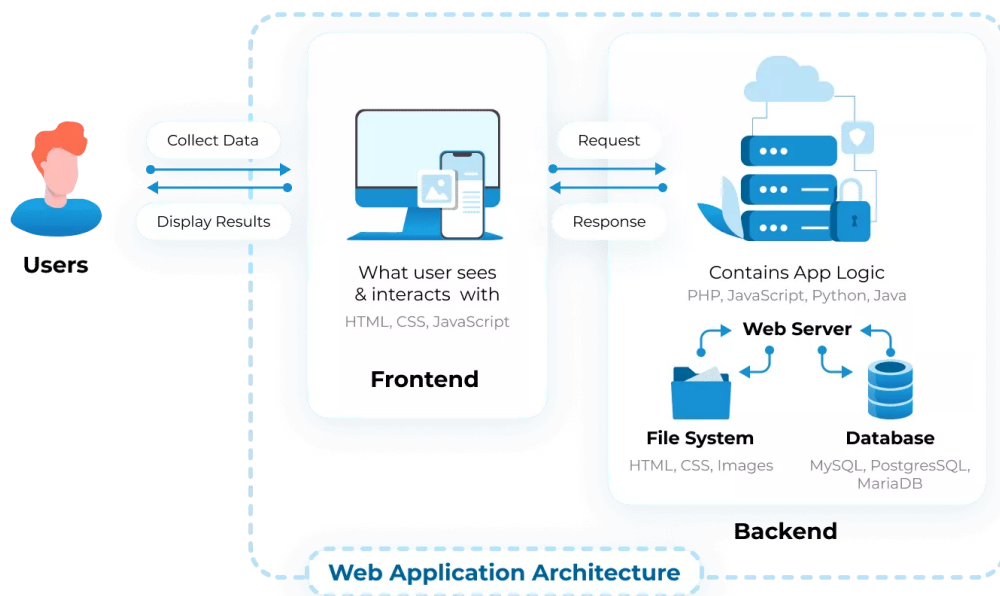 Collect Data
Display Results
Users
What user sees
& interacts with
HTML, CSS, JavaScript
Frontend
Request
Response
Contains App Logic
PHP, JavaScript, Python, Java
Web Server
File System
HTML, CSS, Images
Database
MySQL, PostgresSQL,
MariaDB
Backend
Web Application Architecture